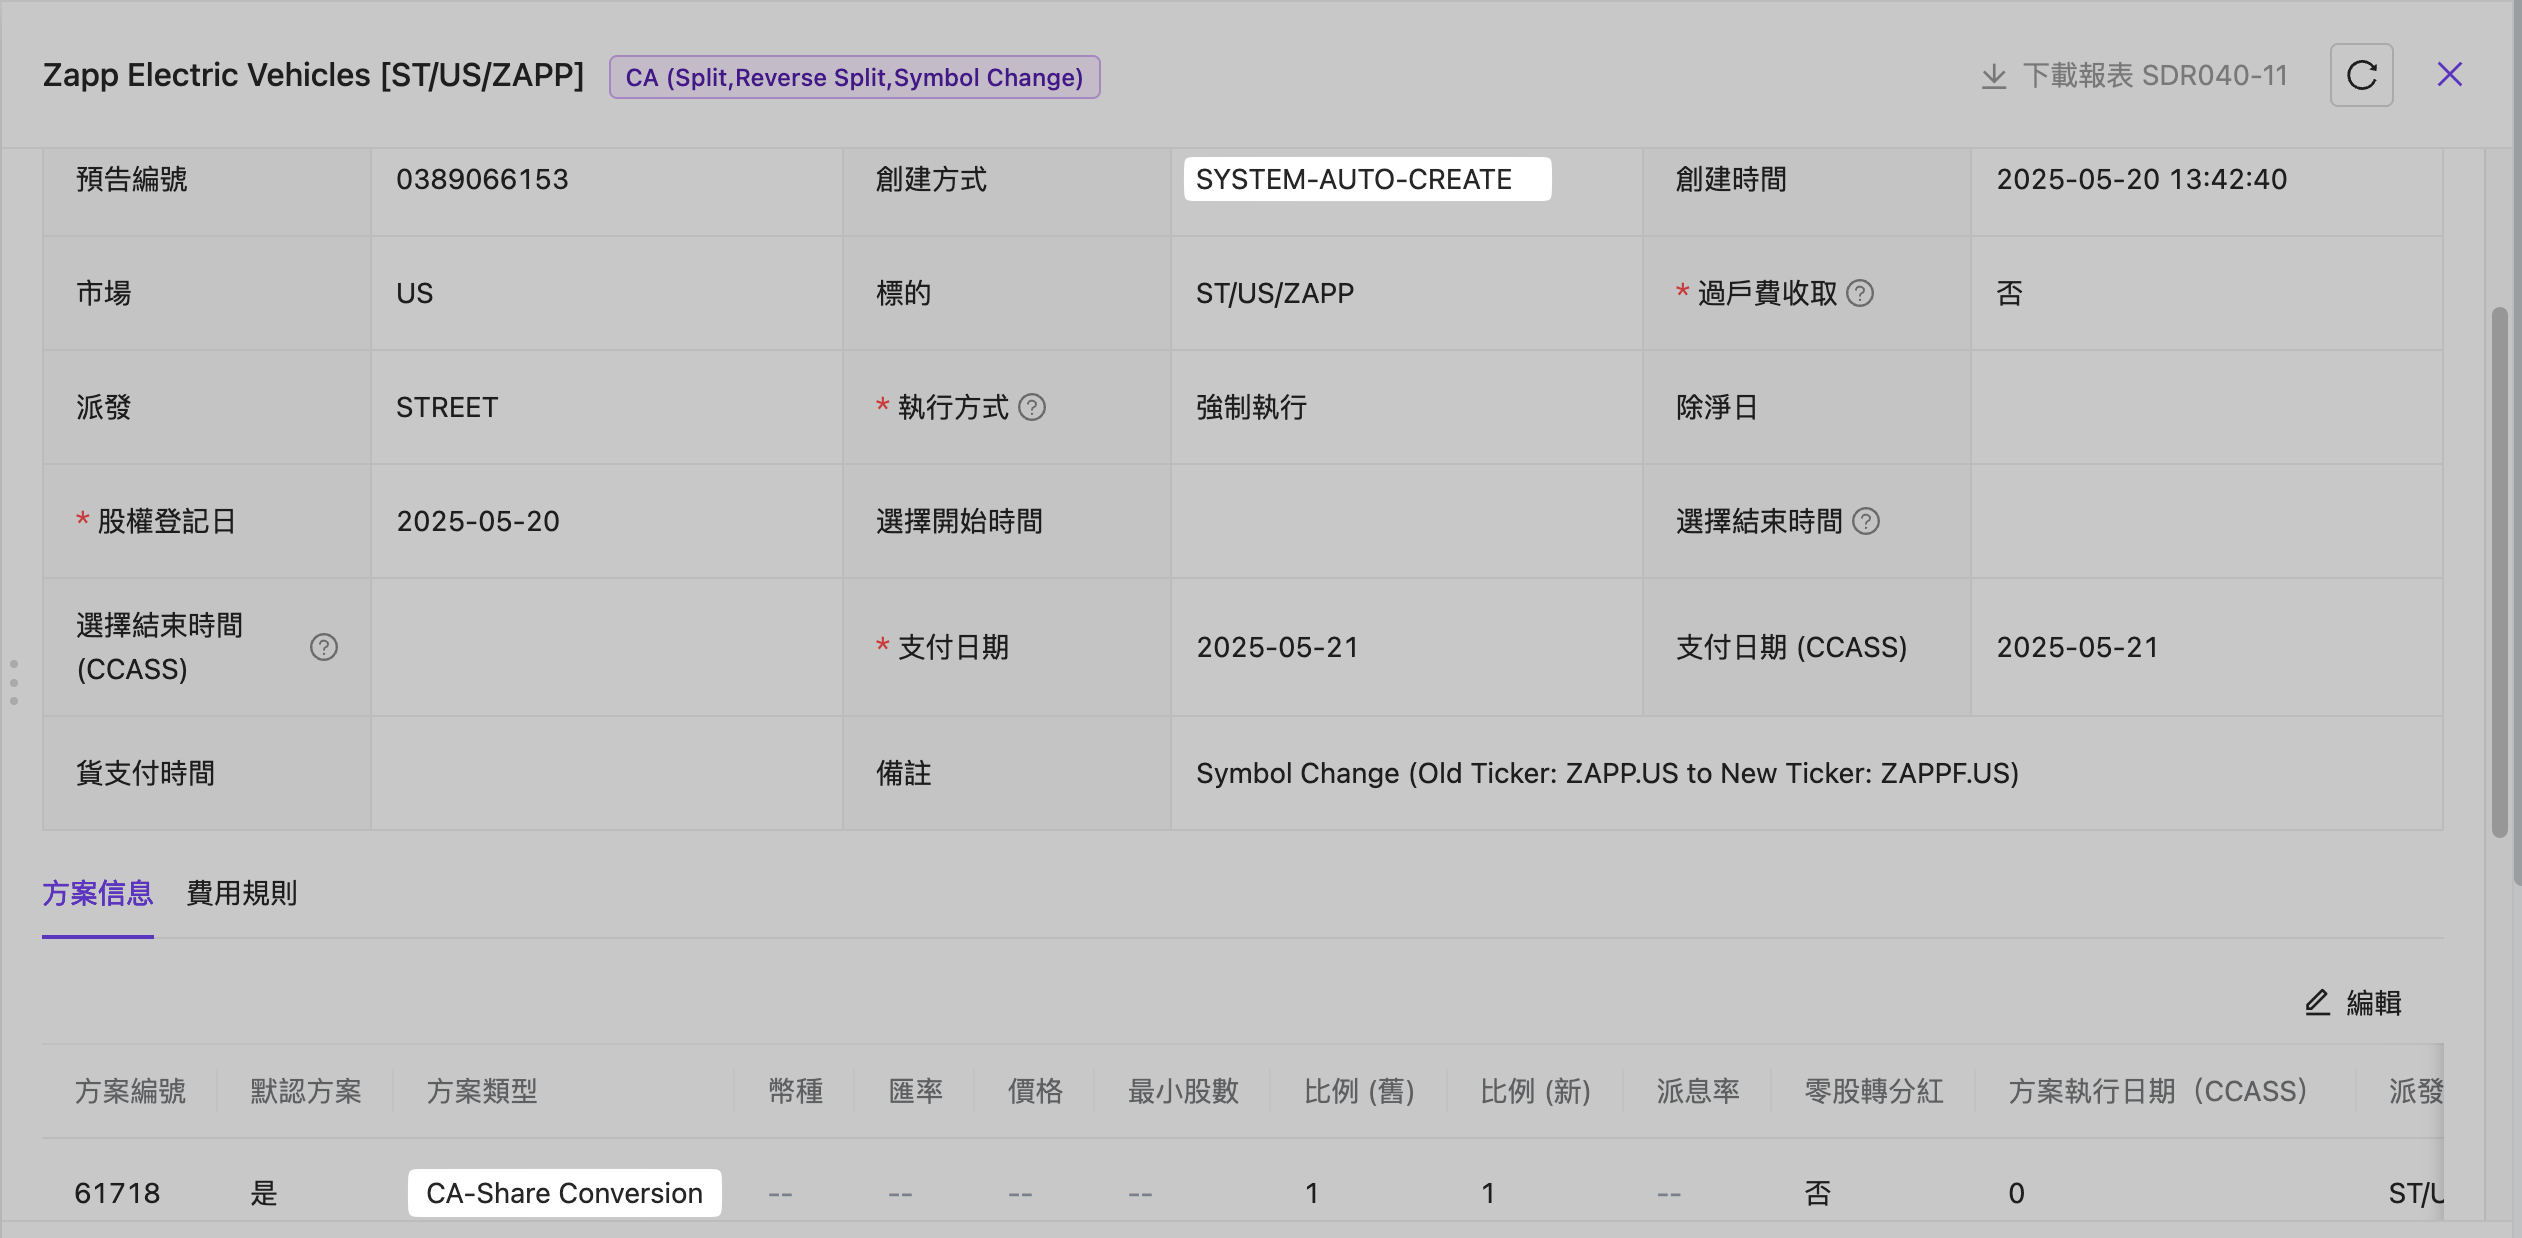 Zapp Electric Vehicles [ST/US/ZAPP] CA (Split,Reverse Split,Symbol Change) 下載報表 SDR040-11
預告編號 0389066153 創建方式 SYSTEM-AUTO-CREATE 創建時間 2025-05-20 13:42:40
市場 US 標的 ST/US/ZAPP * 過戶費收取 ? 否
派發 STREET * 執行方式 ? 強制執行 除淨日
* 股權登記日 2025-05-20 選擇開始時間 選擇結束時間 ?
選擇結束時間
(CCASS) ? * 支付日期 2025-05-21 支付日期 (CCASS) 2025-05-21
貨支付時間 備註 Symbol Change (Old Ticker: ZAPP.US to New Ticker: ZAPPF.US)
方案信息 費用規則
編輯
方案編號 默認方案 方案類型 幣種 匯率 價格 最小股數 比例 (舊) 比例 (新) 派息率 零股轉分紅 方案執行日期（CCASS） 派發
61718 是 CA-Share Conversion -- -- -- -- 1 1 -- 否 0 ST/U